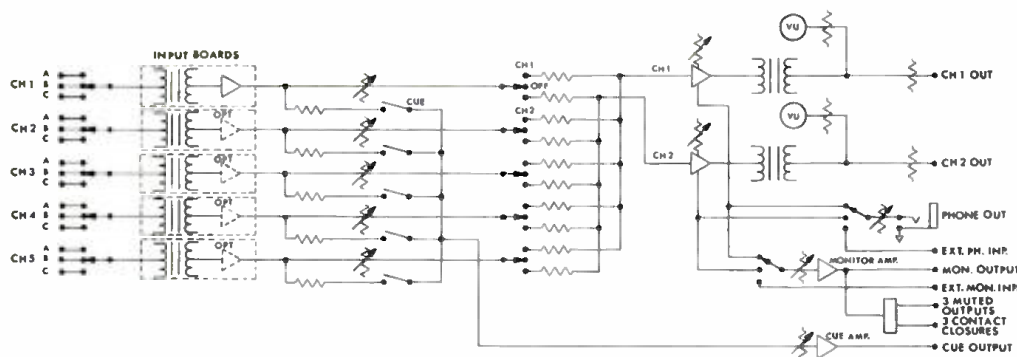 INPUT BOARDS
CH 1
A
B
C
CH 2
A
B
C
CH 3
A
B
C
CH 4
A
B
C
CH 5
A
B
C
OPT
OPT
OPT
OPT
CUE
CH 1
OFF
CH 2
CH 1
CH 2
VU
VU
CH 1 OUT
CH 2 OUT
PHONE OUT
EXT. PH. INP.
MONITOR AMP.
MON. OUTPUT
EXT. MON. INP.
3 MUTED
OUTPUTS
3 CONTACT
CLOSURES
CUE AMP.
CUE OUTPUT